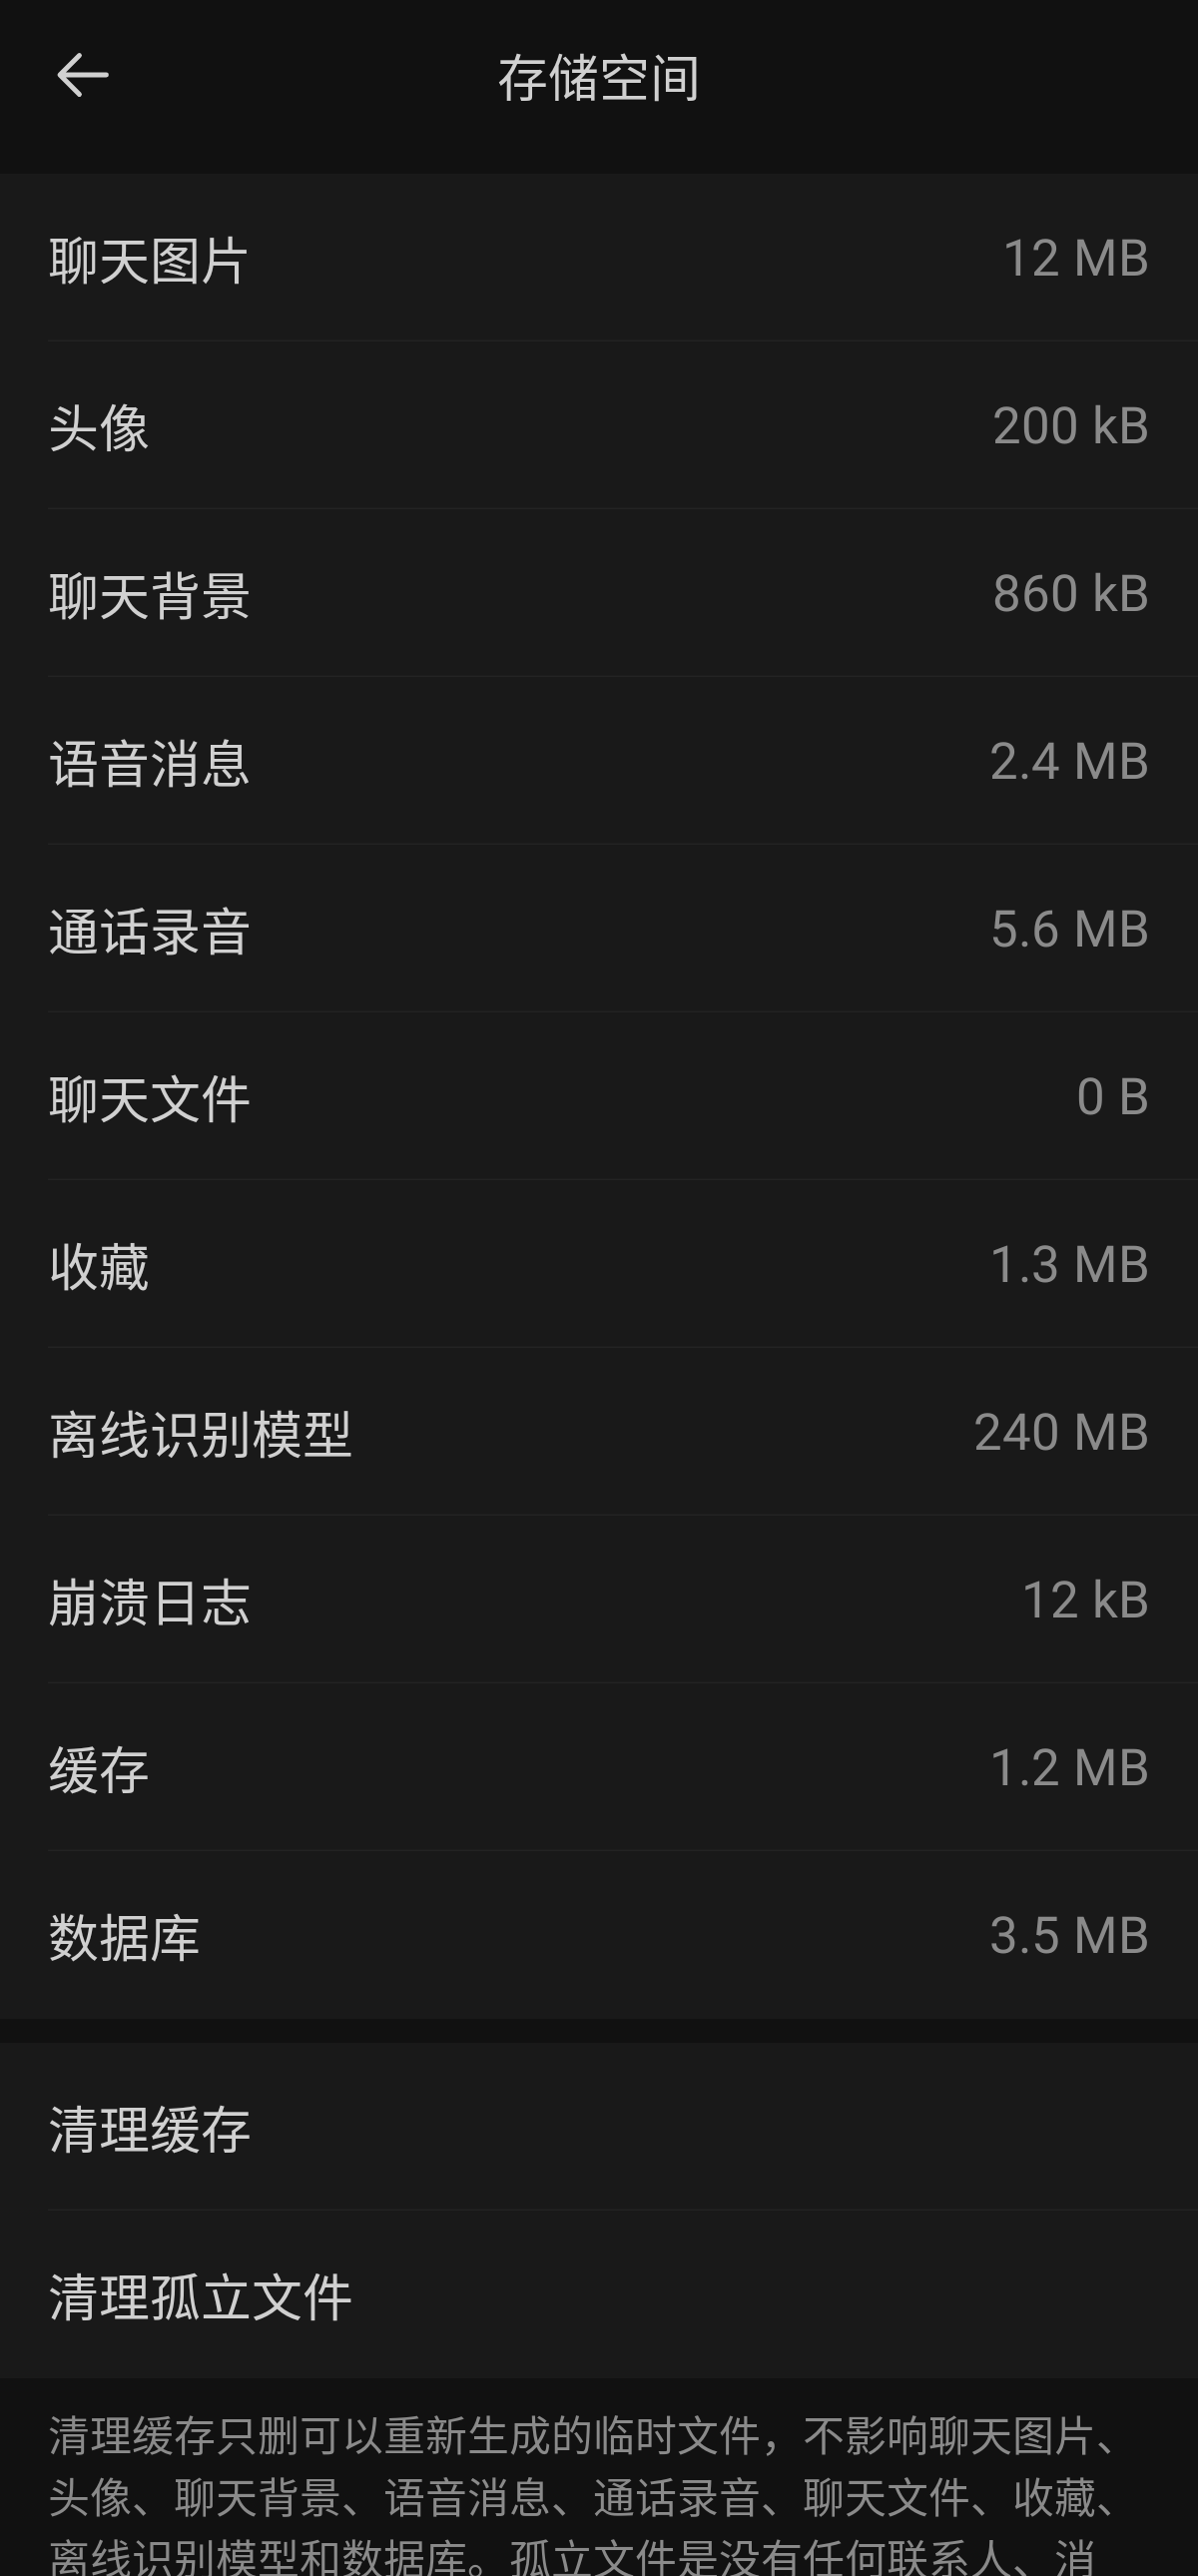 存储空间
聊天图片 12 MB
头像 200 kB
聊天背景 860 kB
语音消息 2.4 MB
通话录音 5.6 MB
聊天文件 0 B
收藏 1.3 MB
离线识别模型 240 MB
崩溃日志 12 kB
缓存 1.2 MB
数据库 3.5 MB
清理缓存
清理孤立文件
清理缓存只删可以重新生成的临时文件，不影响聊天图片、
头像、聊天背景、语音消息、通话录音、聊天文件、收藏、
离线识别模型和数据库。孤立文件是没有任何联系人、消